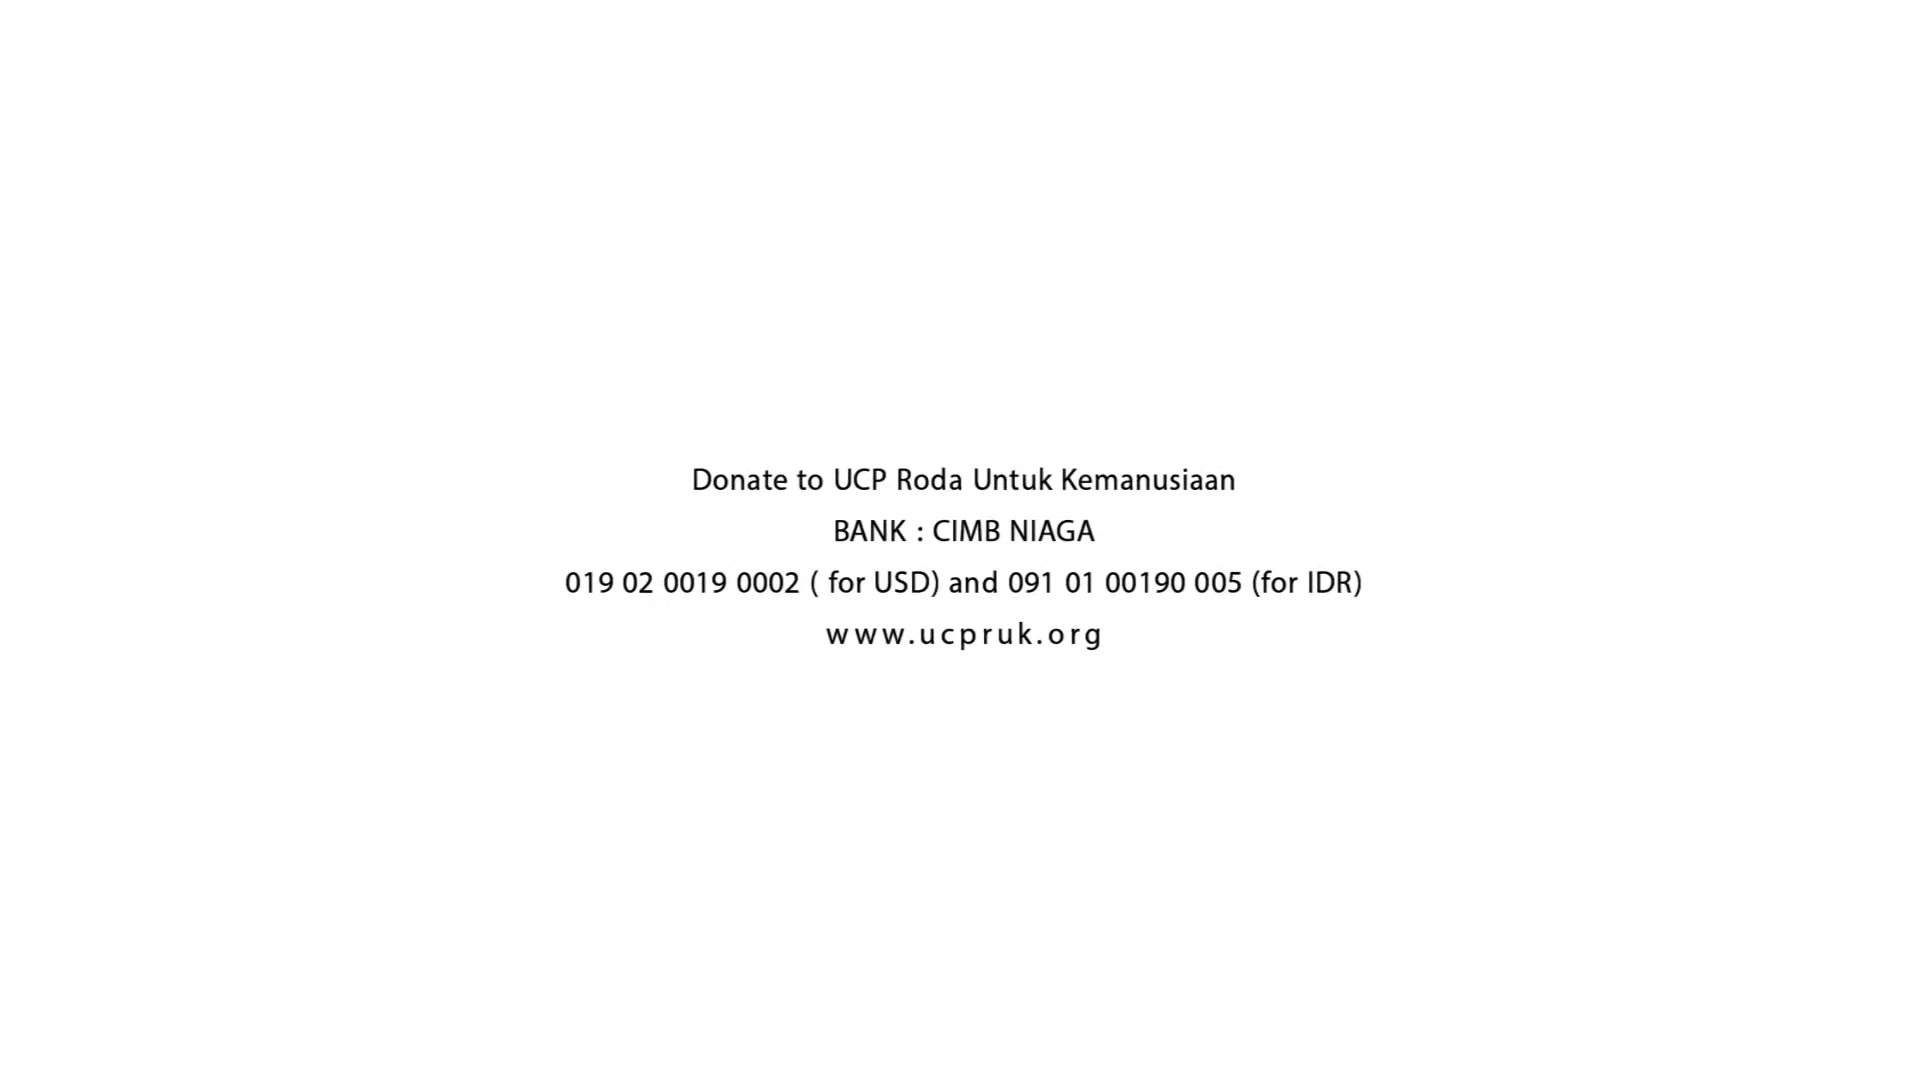 Donate to UCP Roda Untuk Kemanusiaan
BANK : CIMB NIAGA
019 02 0019 0002 ( for USD) and 091 01 00190 005 (for IDR)
www.ucpruk.org